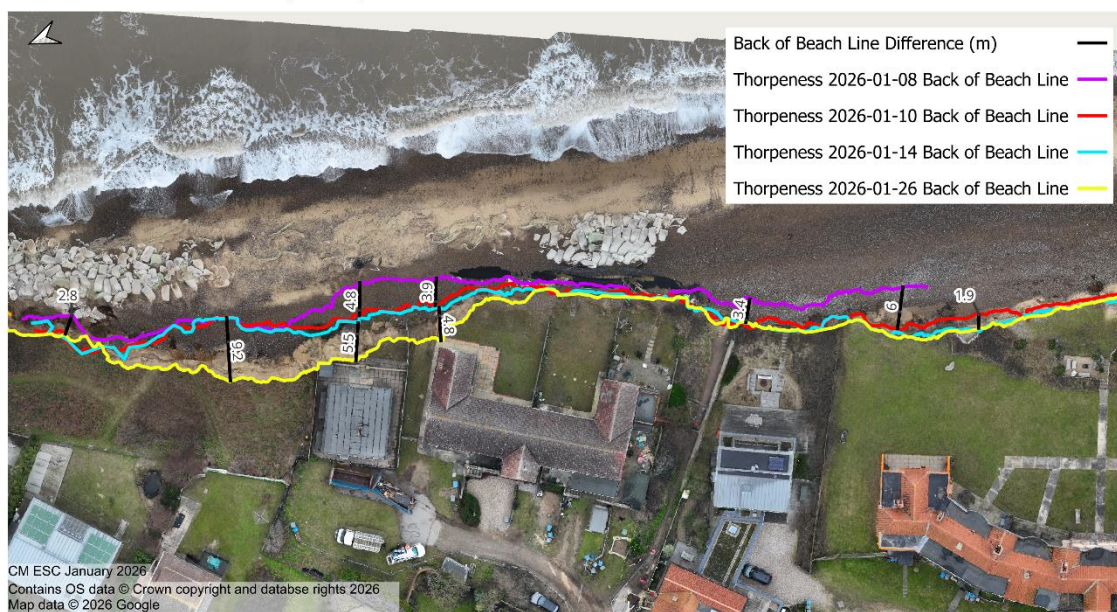 Back of Beach Line Difference (m)
Thorpeness 2026-01-08 Back of Beach Line
Thorpeness 2026-01-10 Back of Beach Line
Thorpeness 2026-01-14 Back of Beach Line
Thorpeness 2026-01-26 Back of Beach Line
2.8
9.2
4.8
5.5
3.9
4.8
3.4
6
1.9
CM ESC January 2026
Contains OS data © Crown copyright and databse rights 2026
Map data © 2026 Google